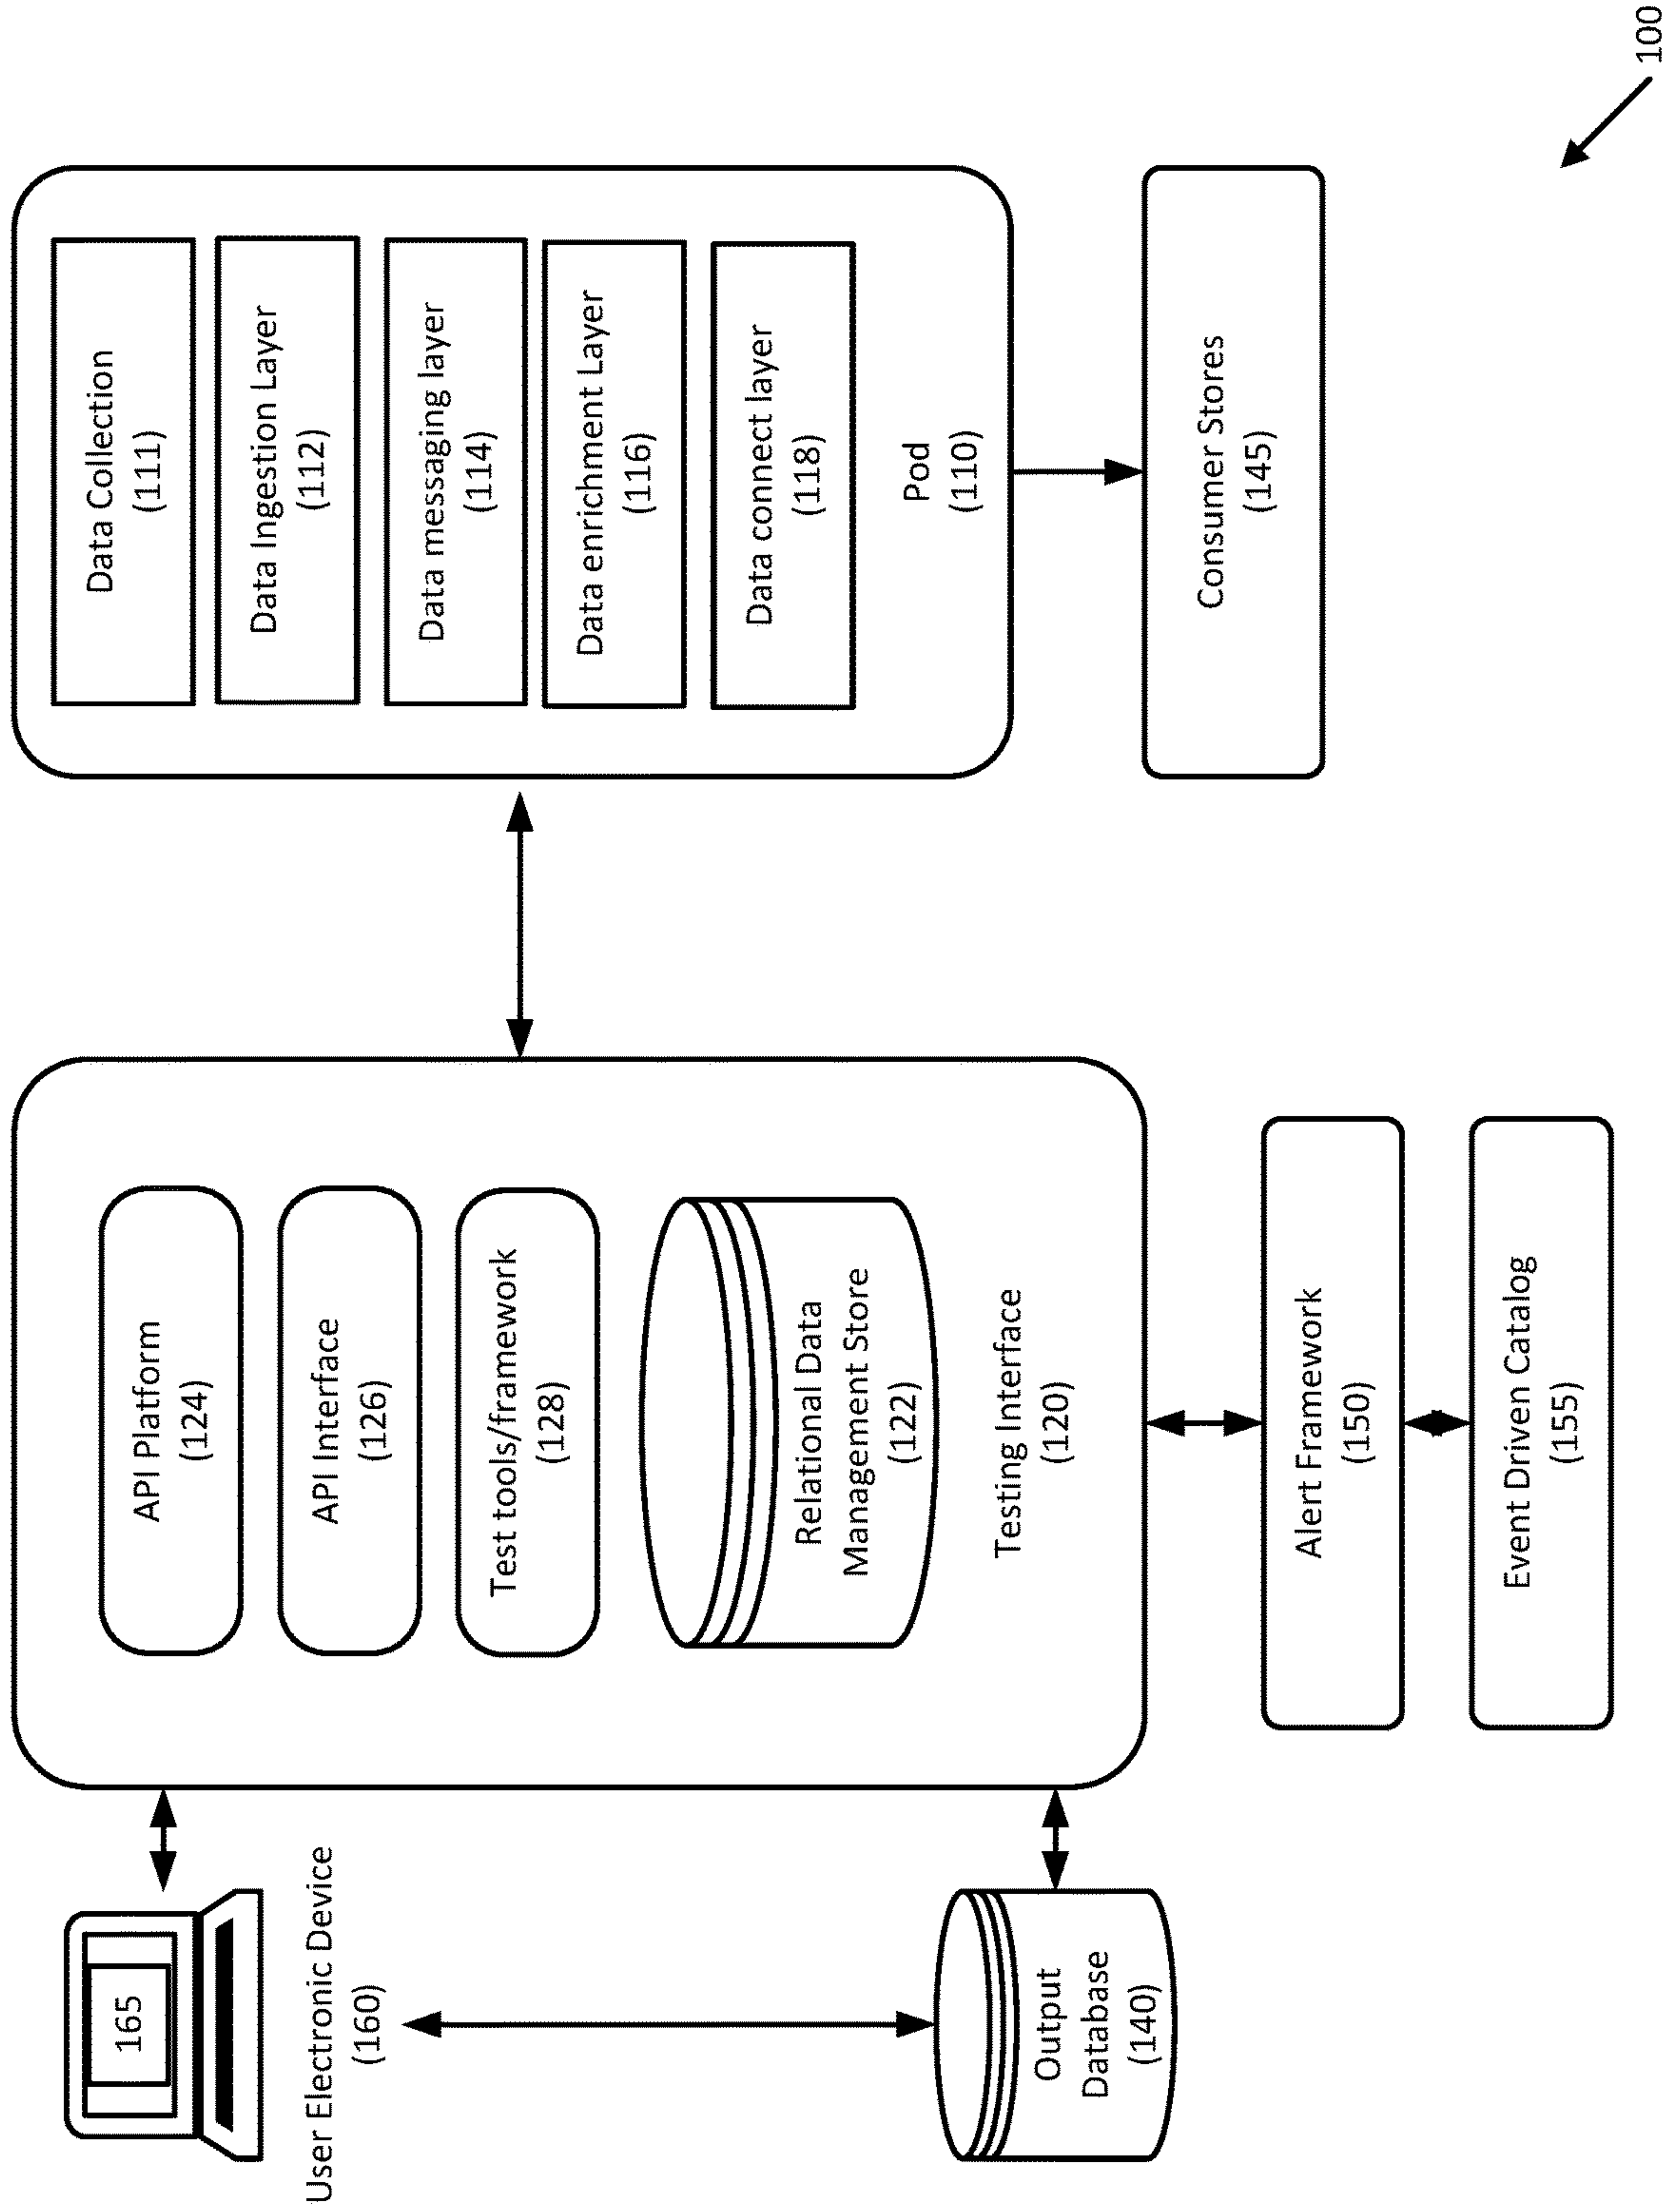 165
User Electronic Device
(160)
Output
Database
(140)
API Platform
(124)
API Interface
(126)
Test tools/framework
(128)
Relational Data
Management Store
(122)
Testing Interface
(120)
Alert Framework
(150)
Event Driven Catalog
(155)
Data Collection
(111)
Data Ingestion Layer
(112)
Data messaging layer
(114)
Data enrichment Layer
(116)
Data connect layer
(118)
Pod
(110)
Consumer Stores
(145)
100